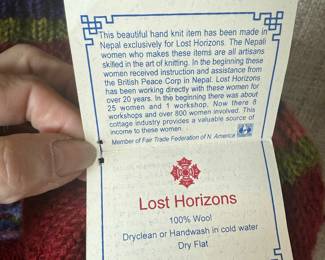 This beautiful hand knit item has been made in
Nepal exclusively for Lost Horizons. The Nepali
women who makes these items are all artisans
skilled in the art of knitting. In the beginning these
women received instruction and assistance from
the British Peace Corp in Nepal. Lost Horizons
has been working directly with these women for
over 20 years. In the beginning there was about
25 women and 1 workshop. Now there 8
workshops and over 800 women involved. This
cottage industry provides a valuable source of
income to these women.
Member of Fair Trade Federation of N. America
Lost Horizons
100% Wool
Dryclean or Handwash in cold water
Dry Flat